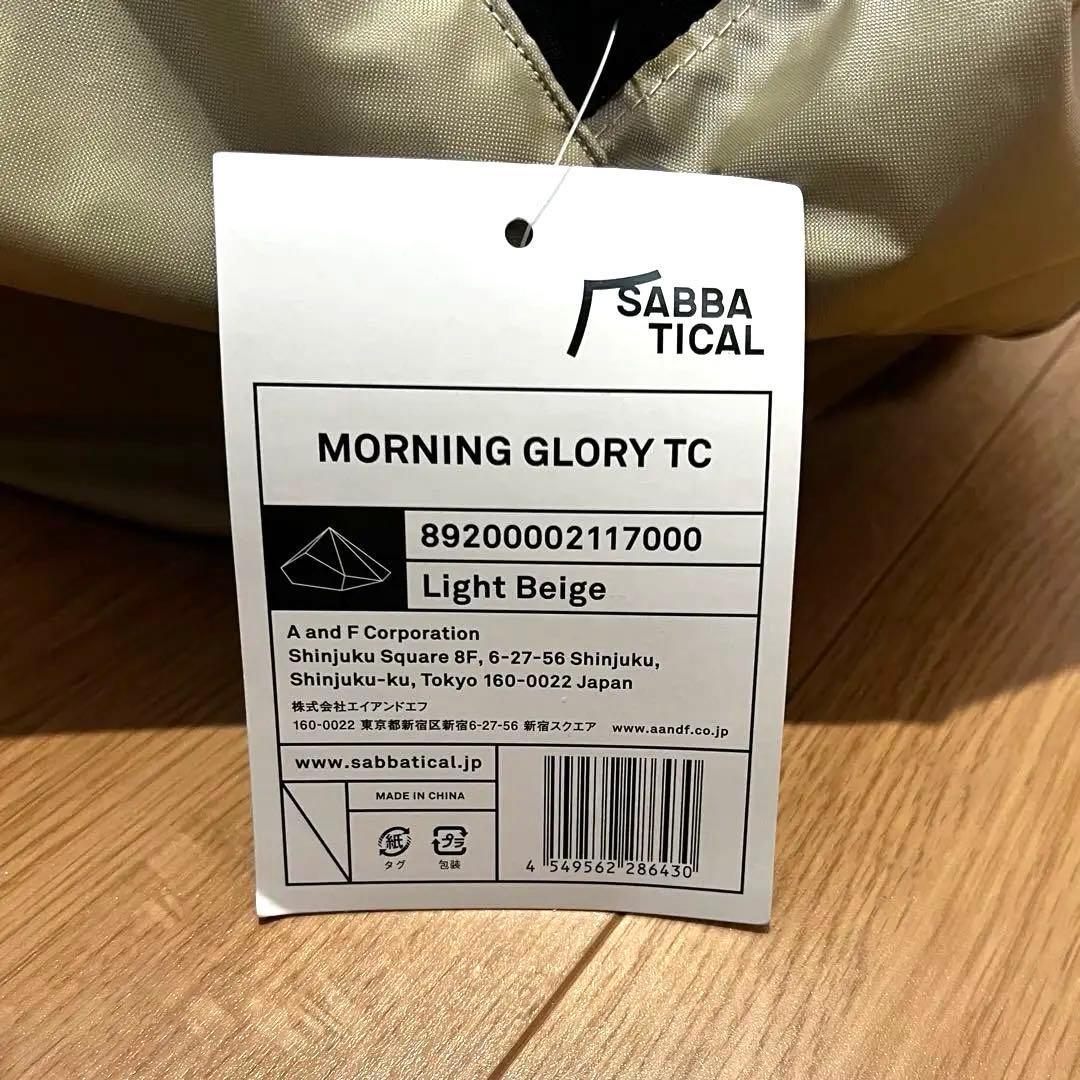 SABBA
TICAL
MORNING GLORY TC
89200002117000
Light Beige
A and F Corporation
Shinjuku Square 8F, 6-27-56 Shinjuku,
Shinjuku-ku, Tokyo 160-0022 Japan
株式会社エイアンドエフ
160-0022 東京都新宿区新宿6-27-56 新宿スクエア www.aandf.co.jp
www.sabbatical.jp
MADE IN CHINA
紙 プラ
タグ 包装
4 549562 286430